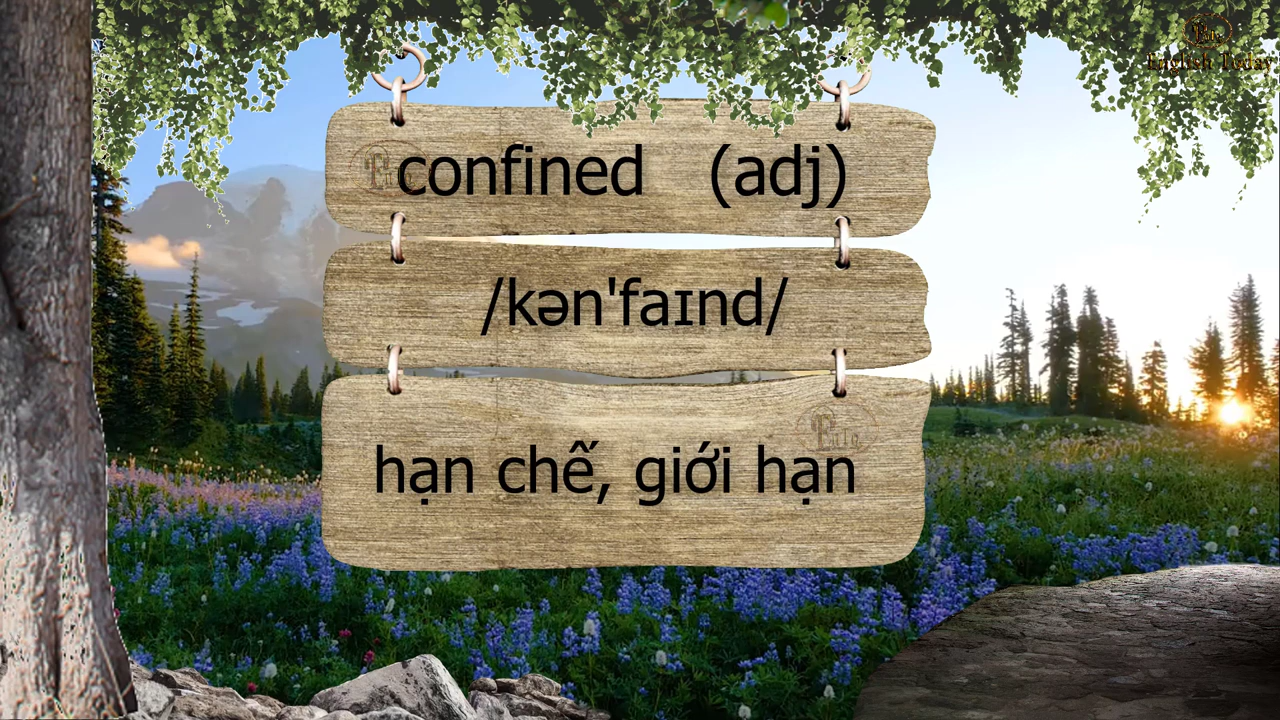 English Today
confined (adj)
/kən'faɪnd/
hạn chế, giới hạn